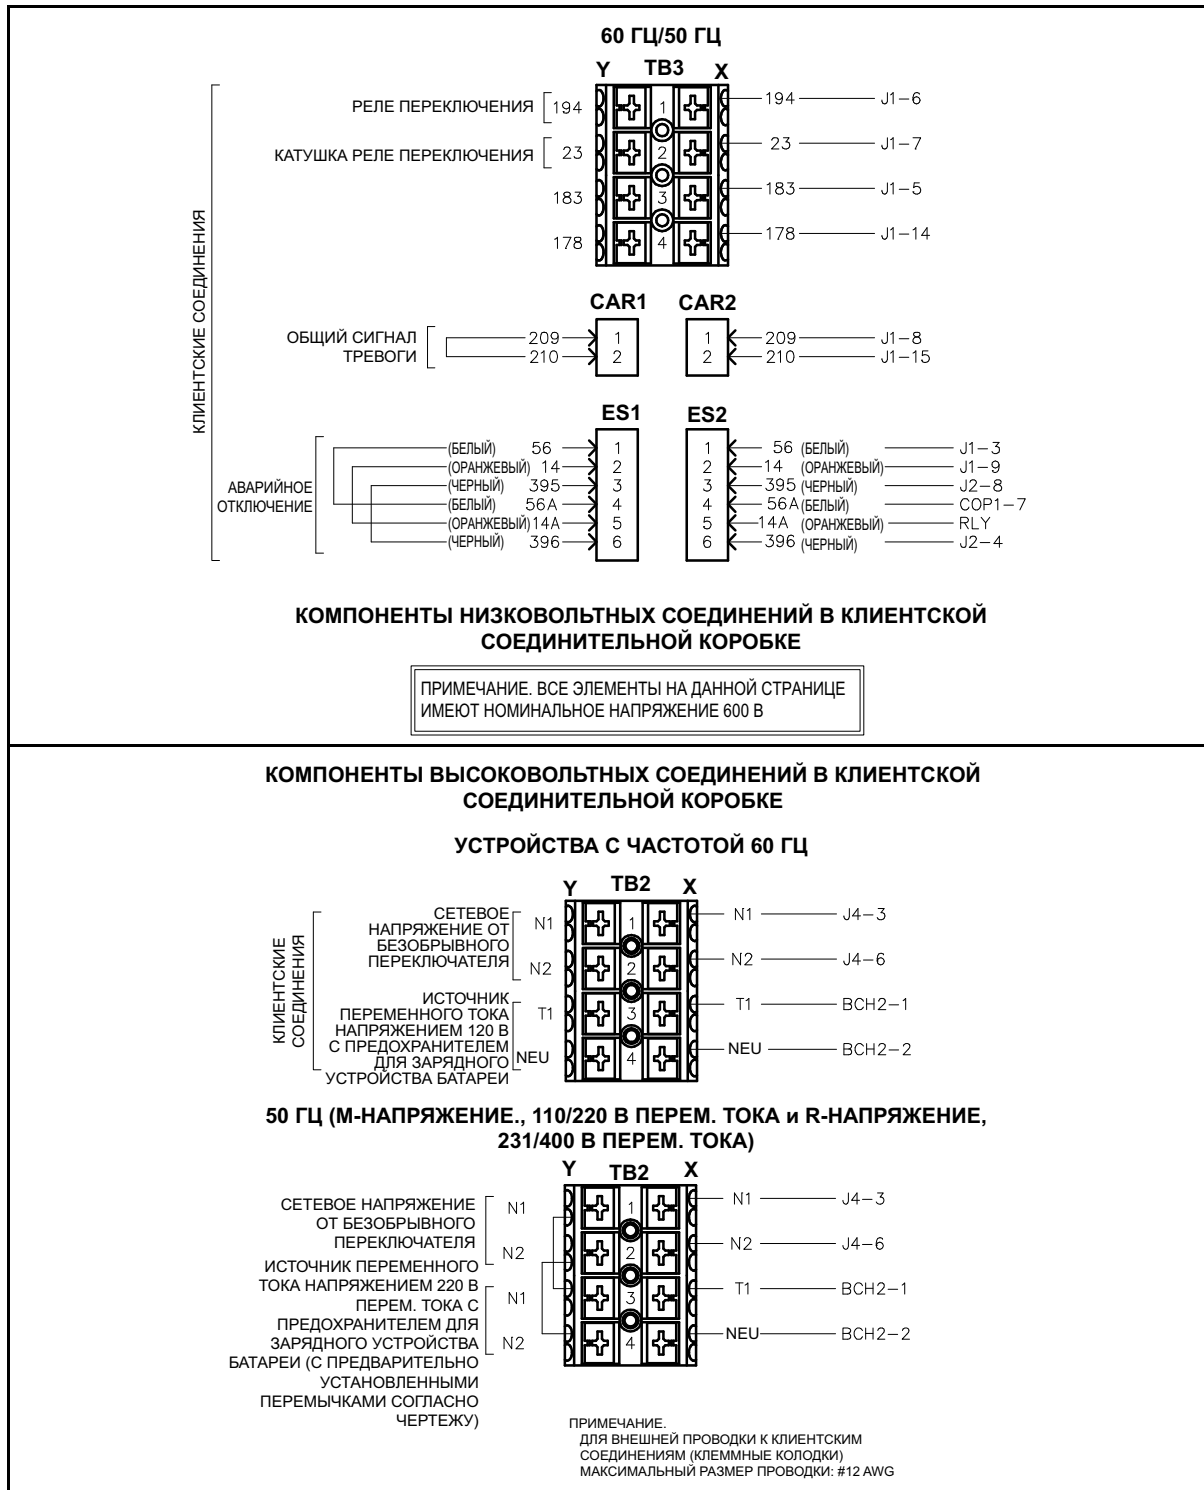 60 ГЦ/50 ГЦ
Y TB3 X
РЕЛЕ ПЕРЕКЛЮЧЕНИЯ 194 1 194 J1-6
КАТУШКА РЕЛЕ ПЕРЕКЛЮЧЕНИЯ 23 2 23 J1-7
183 3 183 J1-5
178 4 178 J1-14
КЛИЕНТСКИЕ СОЕДИНЕНИЯ
CAR1 CAR2
ОБЩИЙ СИГНАЛ
ТРЕВОГИ
209 1 1 209 J1-8
210 2 2 210 J1-15
ES1 ES2
АВАРИЙНОЕ
ОТКЛЮЧЕНИЕ
(БЕЛЫЙ) 56 1 1 56 (БЕЛЫЙ) J1-3
(ОРАНЖЕВЫЙ) 14 2 2 14 (ОРАНЖЕВЫЙ) J1-9
(ЧЕРНЫЙ) 395 3 3 395 (ЧЕРНЫЙ) J2-8
(БЕЛЫЙ) 56A 4 4 56A (БЕЛЫЙ) COP1-7
(ОРАНЖЕВЫЙ) 14A 5 5 14A (ОРАНЖЕВЫЙ) RLY
(ЧЕРНЫЙ) 396 6 6 396 (ЧЕРНЫЙ) J2-4
КОМПОНЕНТЫ НИЗКОВОЛЬТНЫХ СОЕДИНЕНИЙ В КЛИЕНТСКОЙ
СОЕДИНИТЕЛЬНОЙ КОРОБКЕ
ПРИМЕЧАНИЕ. ВСЕ ЭЛЕМЕНТЫ НА ДАННОЙ СТРАНИЦЕ
ИМЕЮТ НОМИНАЛЬНОЕ НАПРЯЖЕНИЕ 600 В
КОМПОНЕНТЫ ВЫСОКОВОЛЬТНЫХ СОЕДИНЕНИЙ В КЛИЕНТСКОЙ
СОЕДИНИТЕЛЬНОЙ КОРОБКЕ
УСТРОЙСТВА С ЧАСТОТОЙ 60 ГЦ
Y TB2 X
КЛИЕНТСКИЕ
СОЕДИНЕНИЯ
СЕТЕВОЕ
НАПРЯЖЕНИЕ ОТ
БЕЗОБРЫВНОГО
ПЕРЕКЛЮЧАТЕЛЯ
N1 1 N1 J4-3
N2 2 N2 J4-6
ИСТОЧНИК
ПЕРЕМЕННОГО ТОКА
НАПРЯЖЕНИЕМ 120 В
С ПРЕДОХРАНИТЕЛЕМ
ДЛЯ ЗАРЯДНОГО
УСТРОЙСТВА БАТАРЕИ
T1 3 T1 BCH2-1
NEU 4 NEU BCH2-2
50 ГЦ (М-НАПРЯЖЕНИЕ., 110/220 В ПЕРЕМ. ТОКА и R-НАПРЯЖЕНИЕ,
231/400 В ПЕРЕМ. ТОКА)
Y TB2 X
СЕТЕВОЕ НАПРЯЖЕНИЕ
ОТ БЕЗОБРЫВНОГО
ПЕРЕКЛЮЧАТЕЛЯ
N1 1 N1 J4-3
N2 2 N2 J4-6
ИСТОЧНИК ПЕРЕМЕННОГО
ТОКА НАПРЯЖЕНИЕМ 220 В
ПЕРЕМ. ТОКА С
ПРЕДОХРАНИТЕЛЕМ ДЛЯ
ЗАРЯДНОГО УСТРОЙСТВА
БАТАРЕИ (С ПРЕДВАРИТЕЛЬНО
УСТАНОВЛЕННЫМИ
ПЕРЕМЫЧКАМИ СОГЛАСНО
ЧЕРТЕЖУ)
N1 3 T1 BCH2-1
N2 4 NEU BCH2-2
ПРИМЕЧАНИЕ.
ДЛЯ ВНЕШНЕЙ ПРОВОДКИ К КЛИЕНТСКИМ
СОЕДИНЕНИЯМ (КЛЕММНЫЕ КОЛОДКИ)
МАКСИМАЛЬНЫЙ РАЗМЕР ПРОВОДКИ: #12 AWG